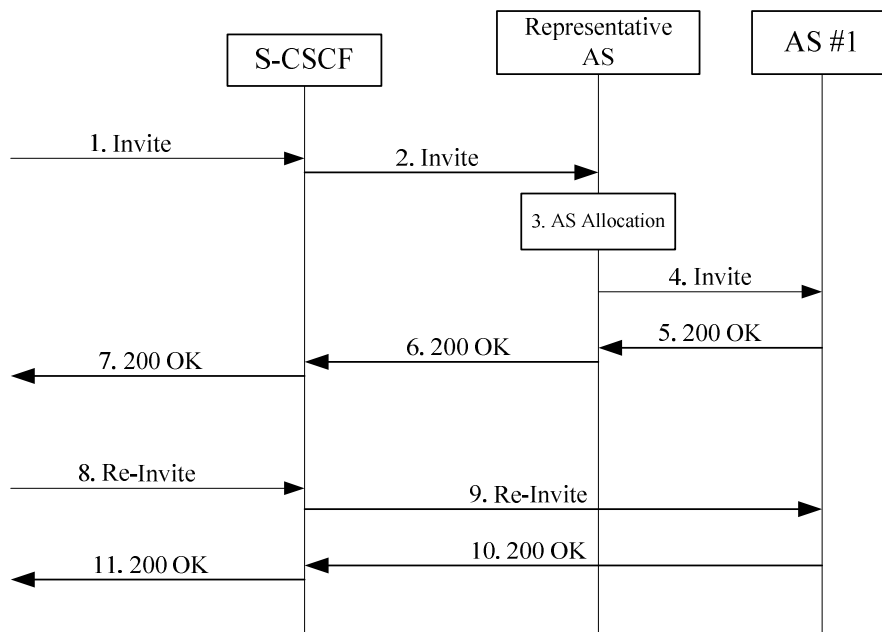 S-CSCF
Representative
AS
AS #1
1. Invite
2. Invite
3. AS Allocation
4. Invite
5. 200 OK
6. 200 OK
7. 200 OK
8. Re-Invite
9. Re-Invite
10. 200 OK
11. 200 OK